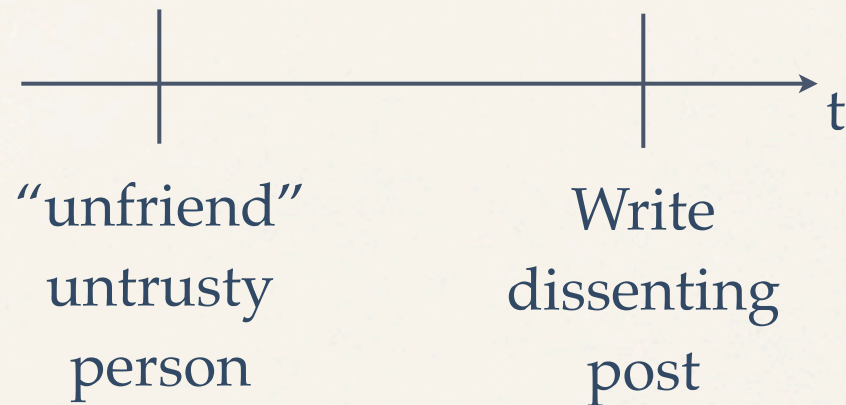 t
“unfriend”
untrusty
person
Write
dissenting
post